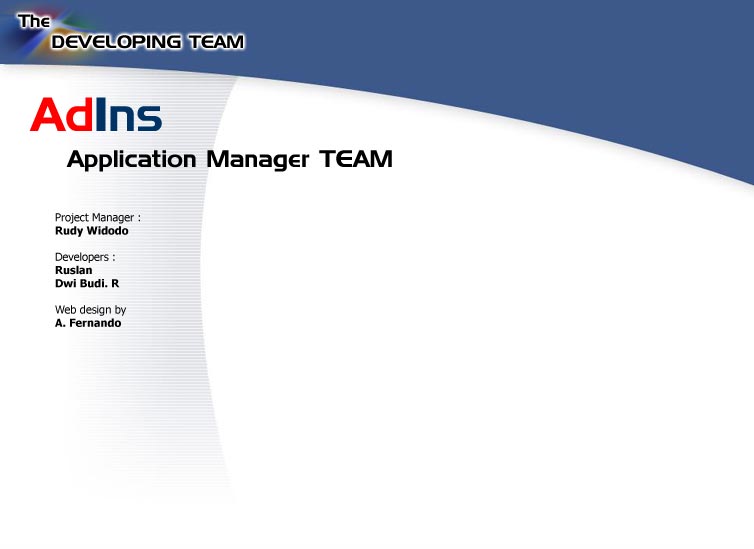 The
DEVELOPING TEAM
AdIns
Application Manager TEAM
Project Manager :
Rudy Widodo
Developers :
Ruslan
Dwi Budi. R
Web design by
A. Fernando